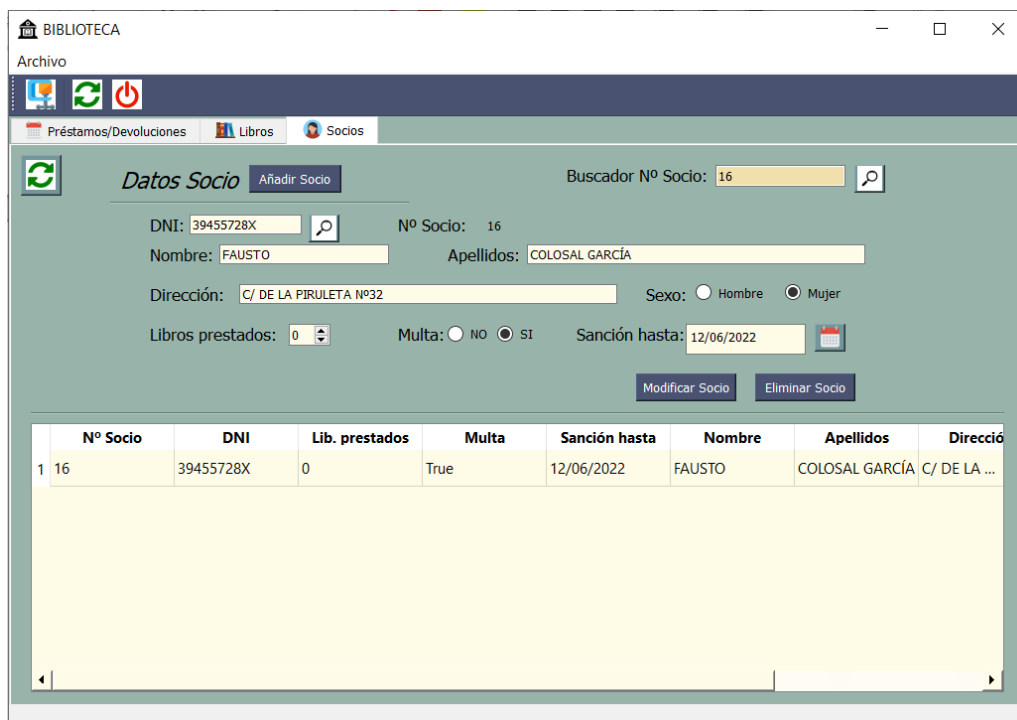 BIBLIOTECA
Archivo
Préstamos/Devoluciones Libros Socios
Datos Socio Añadir Socio Buscador Nº Socio: 16
DNI: 39455728X Nº Socio: 16
Nombre: FAUSTO Apellidos: COLOSAL GARCÍA
Dirección: C/ DE LA PIRULETA Nº32 Sexo: Hombre Mujer
Libros prestados: 0 Multa: NO SI Sanción hasta: 12/06/2022
Modificar Socio Eliminar Socio
Nº Socio DNI Lib. prestados Multa Sanción hasta Nombre Apellidos Direcció
1 16 39455728X 0 True 12/06/2022 FAUSTO COLOSAL GARCÍA C/ DE LA ...